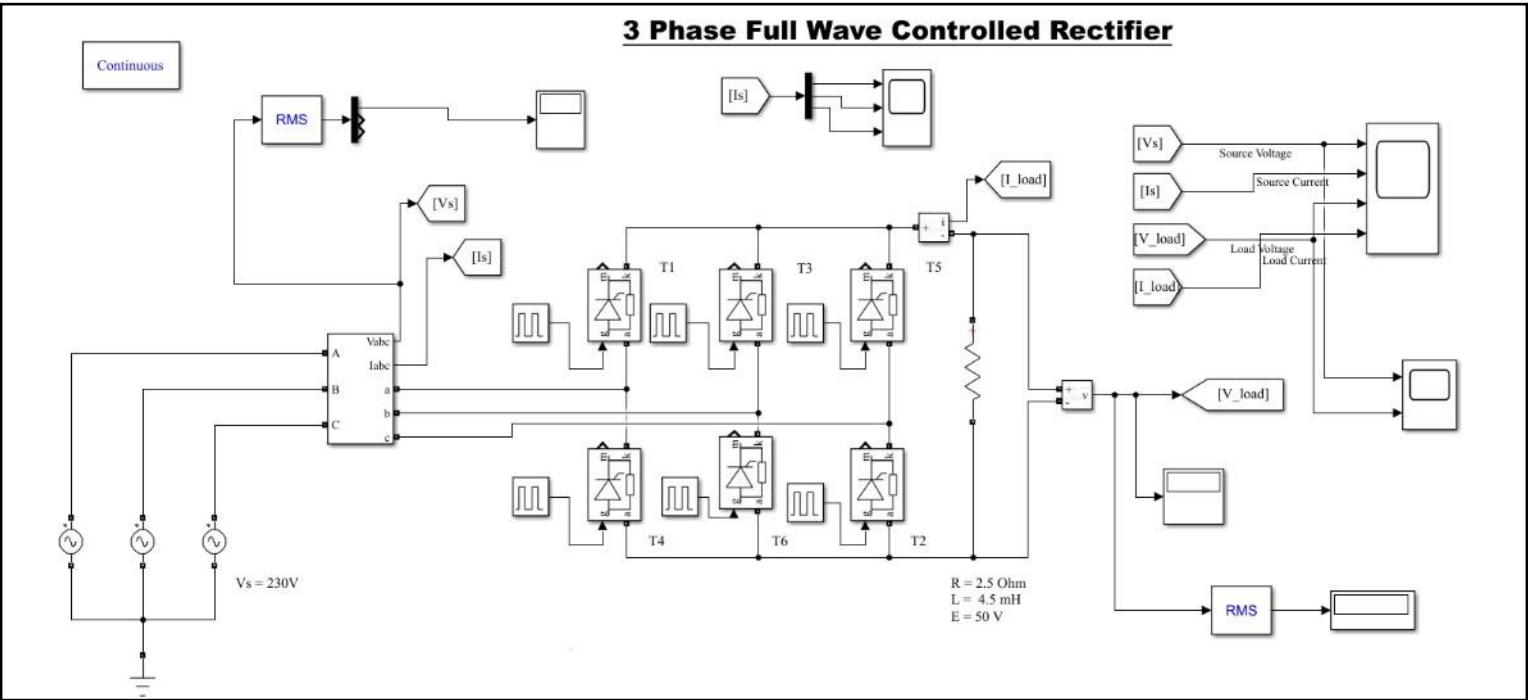 3 Phase Full Wave Controlled Rectifier
Continuous
RMS
[Is]
[Vs]
Source Voltage
[Is]
Source Current
[V_load]
Load Voltage
[I_load]
Load Current
[I_load]
[Vs]
[Is]
T1
T3
T5
m
k
g
a
m
k
g
a
m
k
g
a
+
i
-
Vabc
Iabc
A
B
C
a
b
c
+
-
v
[V_load]
m
k
g
a
m
k
g
a
m
k
g
a
T4
T6
T2
Vs = 230V
R = 2.5 Ohm
L = 4.5 mH
E = 50 V
RMS